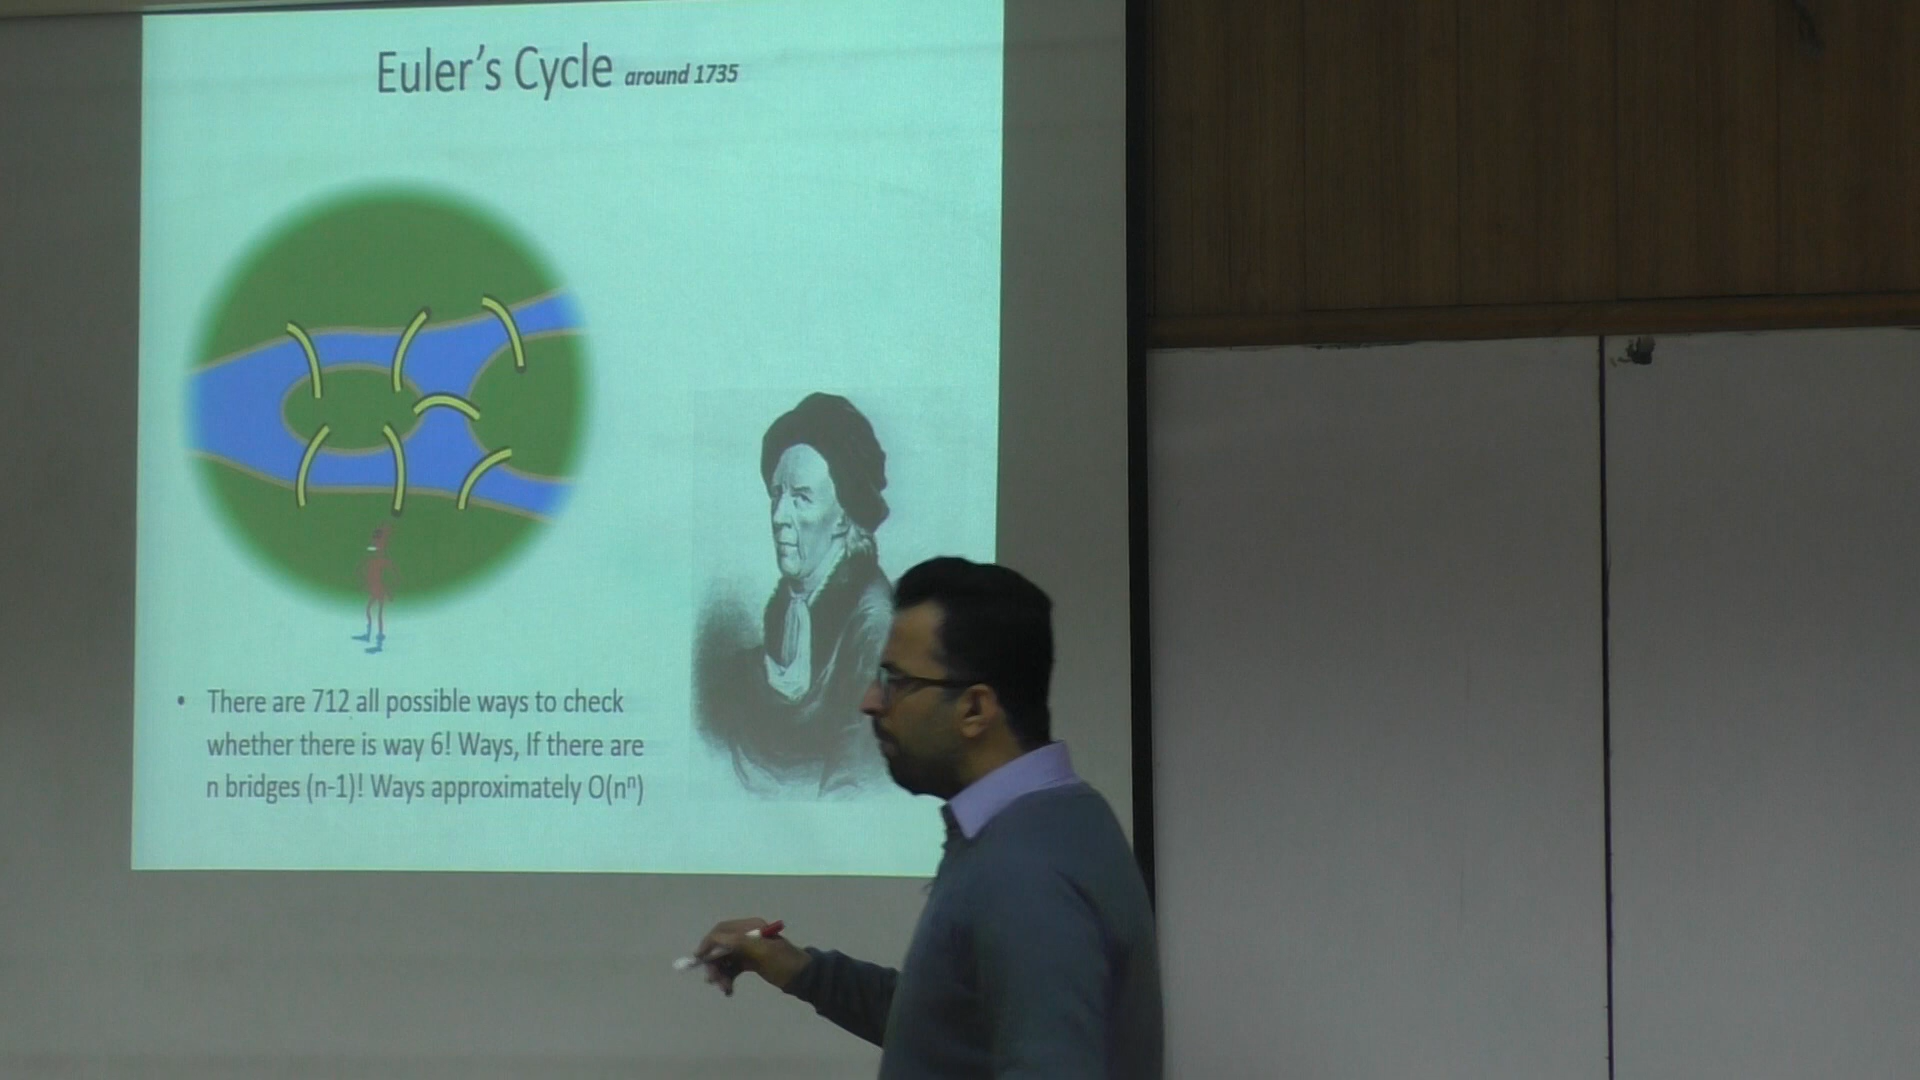 Euler's Cycle around 1735
• There are 712 all possible ways to check
whether there is way 6! Ways, If there are
n bridges (n-1)! Ways approximately O(nⁿ)